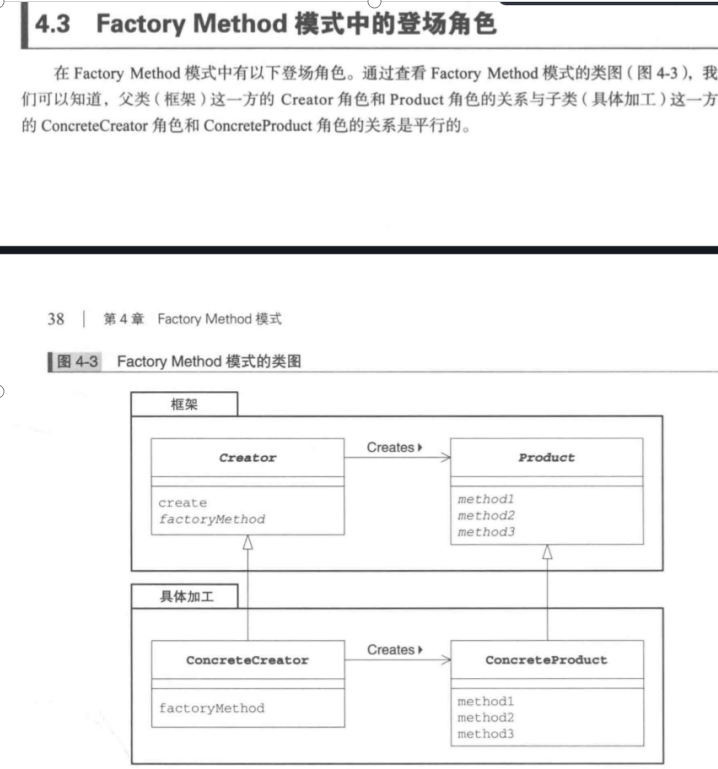 4.3 Factory Method 模式中的登场角色
在 Factory Method 模式中有以下登场角色。通过查看 Factory Method 模式的类图（图 4-3），我
们可以知道，父类（框架）这一方的 Creator 角色和 Product 角色的关系与子类（具体加工）这一方
的 ConcreteCreator 角色和 ConcreteProduct 角色的关系是平行的。
38 | 第 4 章 Factory Method 模式
图 4-3 Factory Method 模式的类图
框架
Creator
Creates
Product
create
factoryMethod
method1
method2
method3
具体加工
ConcreteCreator
Creates
ConcreteProduct
factoryMethod
method1
method2
method3